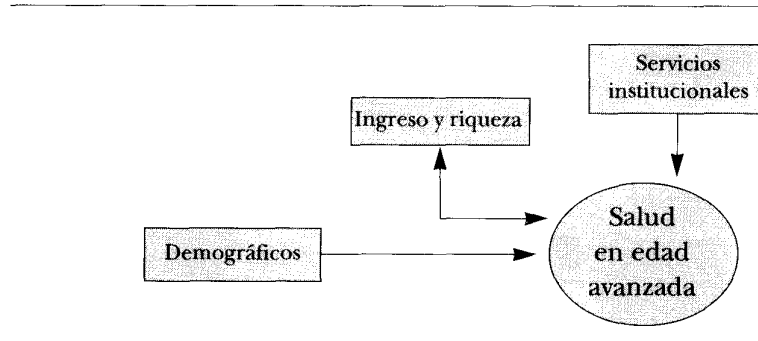 Servicios
institucionales
Ingreso y riqueza
Salud
en edad
avanzada
Demográficos